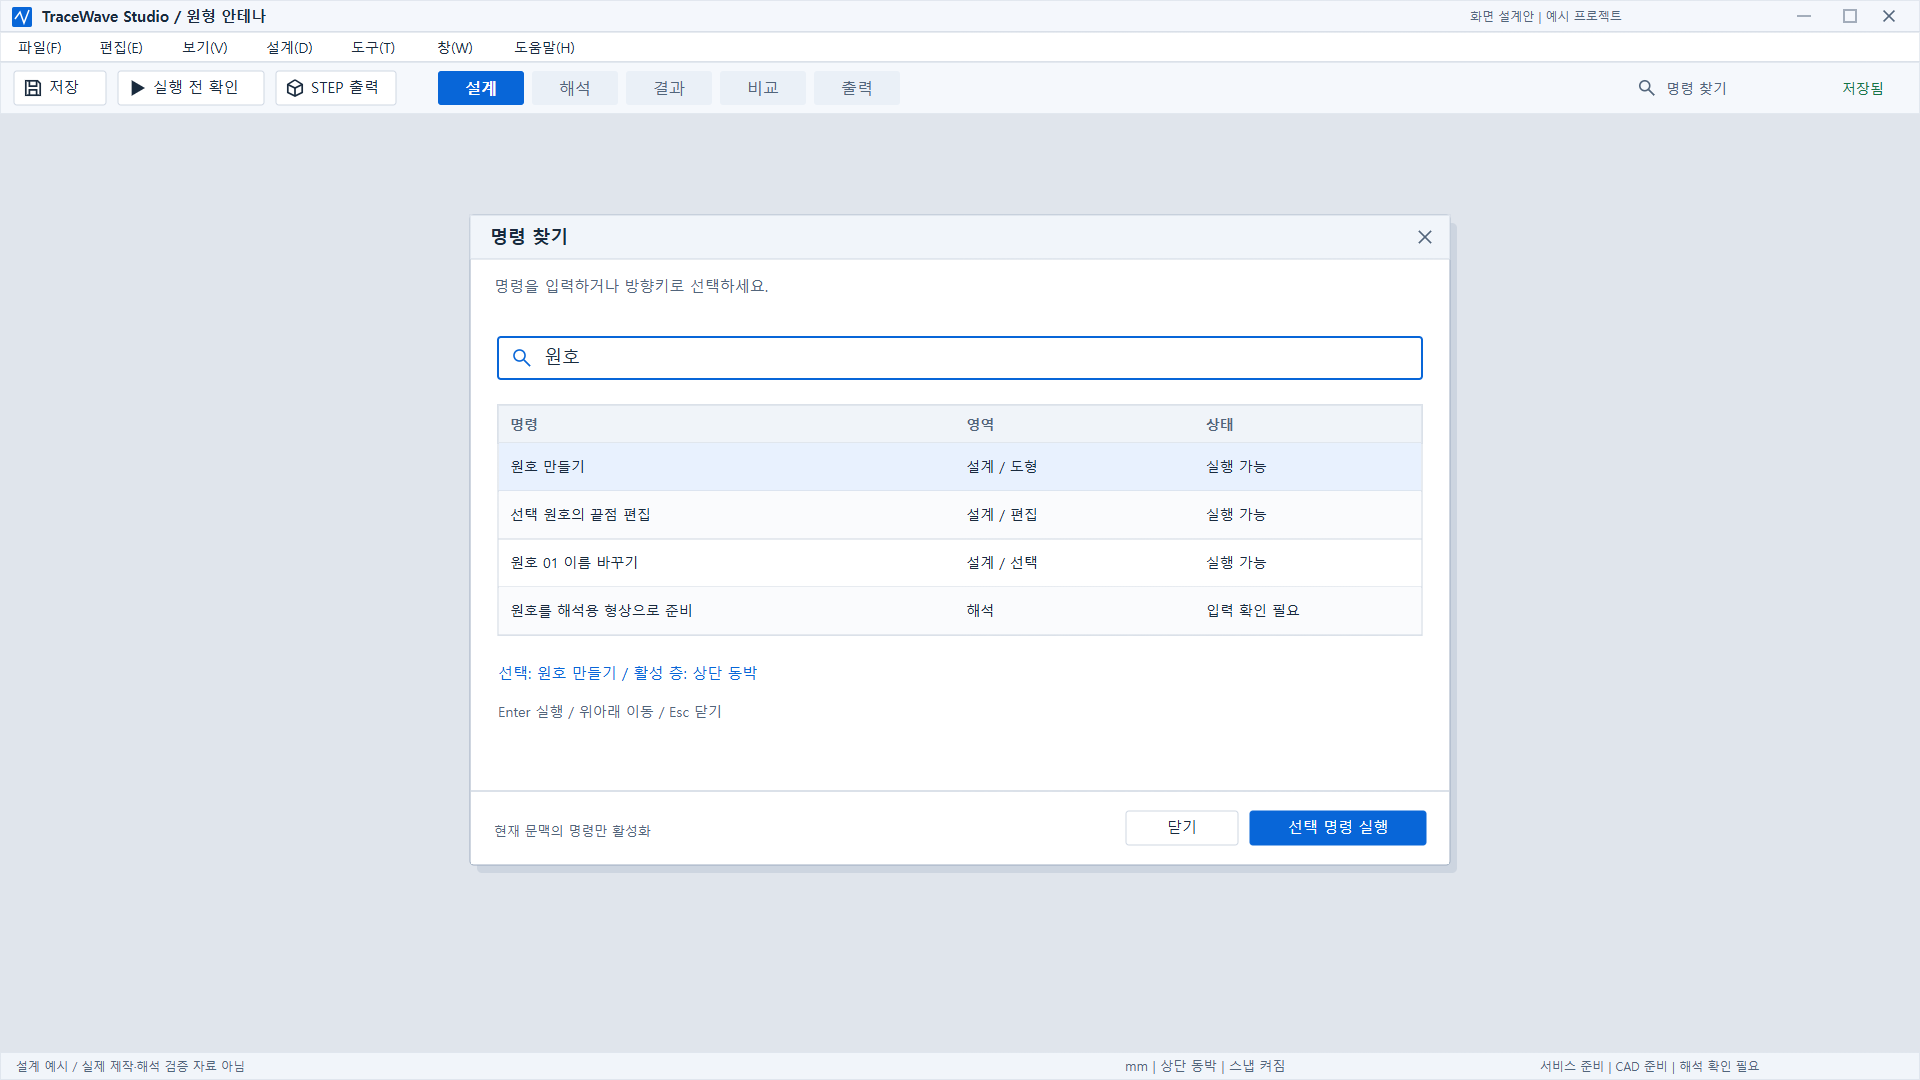 TraceWave Studio / 원형 안테나
화면 설계안 | 예시 프로젝트
파일(F) 편집(E) 보기(V) 설계(D) 도구(T) 창(W) 도움말(H)
저장 실행 전 확인 STEP 출력 설계 해석 결과 비교 출력 명령 찾기 저장됨
명령 찾기
명령을 입력하거나 방향키로 선택하세요.
원호
명령 영역 상태
원호 만들기 설계 / 도형 실행 가능
선택 원호의 끝점 편집 설계 / 편집 실행 가능
원호 01 이름 바꾸기 설계 / 선택 실행 가능
원호를 해석용 형상으로 준비 해석 입력 확인 필요
선택: 원호 만들기 / 활성 층: 상단 동박
Enter 실행 / 위아래 이동 / Esc 닫기
현재 문맥의 명령만 활성화 닫기 선택 명령 실행
설계 예시 / 실제 제작·해석 검증 자료 아님 mm | 상단 동박 | 스냅 켜짐 서비스 준비 | CAD 준비 | 해석 확인 필요